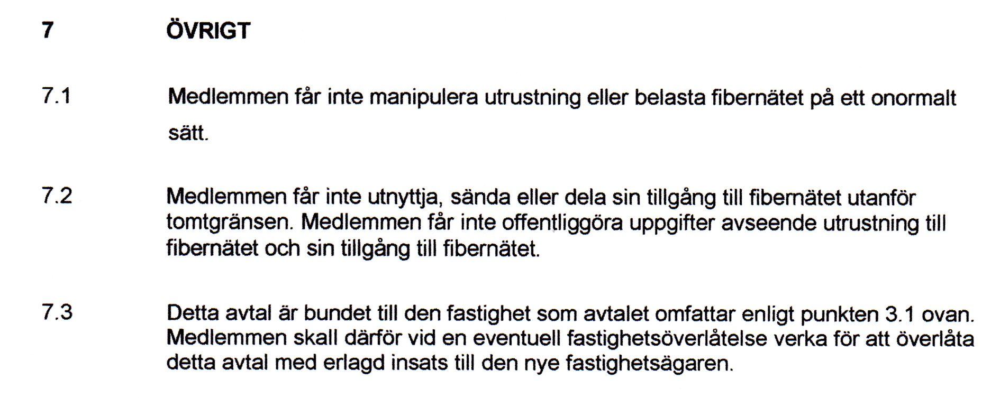 7 ÖVRIGT
7.1 Medlemmen får inte manipulera utrustning eller belasta fibernätet på ett onormalt
sätt.
7.2 Medlemmen får inte utnyttja, sända eller dela sin tillgång till fibernätet utanför
tomtgränsen. Medlemmen får inte offentliggöra uppgifter avseende utrustning till
fibernätet och sin tillgång till fibernätet.
7.3 Detta avtal är bundet till den fastighet som avtalet omfattar enligt punkten 3.1 ovan.
Medlemmen skall därför vid en eventuell fastighetsöverlåtelse verka för att överlåta
detta avtal med erlagd insats till den nye fastighetsägaren.